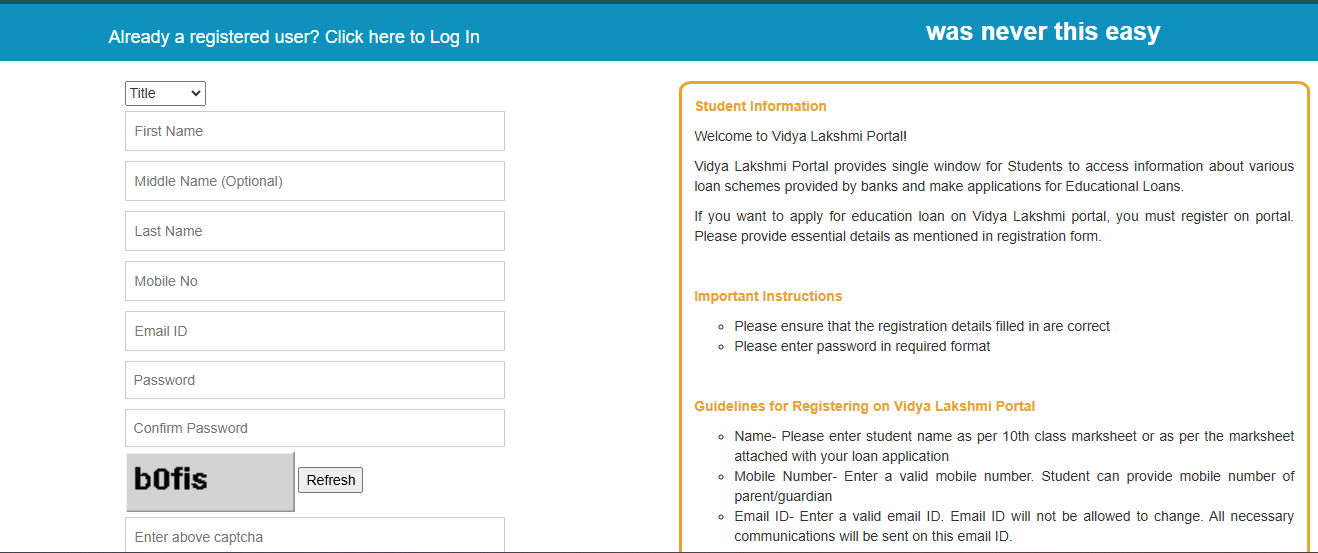 Already a registered user? Click here to Log In
was never this easy
Title
First Name
Middle Name (Optional)
Last Name
Mobile No
Email ID
Password
Confirm Password
b0fis
Refresh
Enter above captcha
Student Information
Welcome to Vidya Lakshmi Portal!
Vidya Lakshmi Portal provides single window for Students to access information about various
loan schemes provided by banks and make applications for Educational Loans.
If you want to apply for education loan on Vidya Lakshmi portal, you must register on portal.
Please provide essential details as mentioned in registration form.
Important Instructions
Please ensure that the registration details filled in are correct
Please enter password in required format
Guidelines for Registering on Vidya Lakshmi Portal
Name- Please enter student name as per 10th class marksheet or as per the marksheet
attached with your loan application
Mobile Number- Enter a valid mobile number. Student can provide mobile number of
parent/guardian
Email ID- Enter a valid email ID. Email ID will not be allowed to change. All necessary
communications will be sent on this email ID.